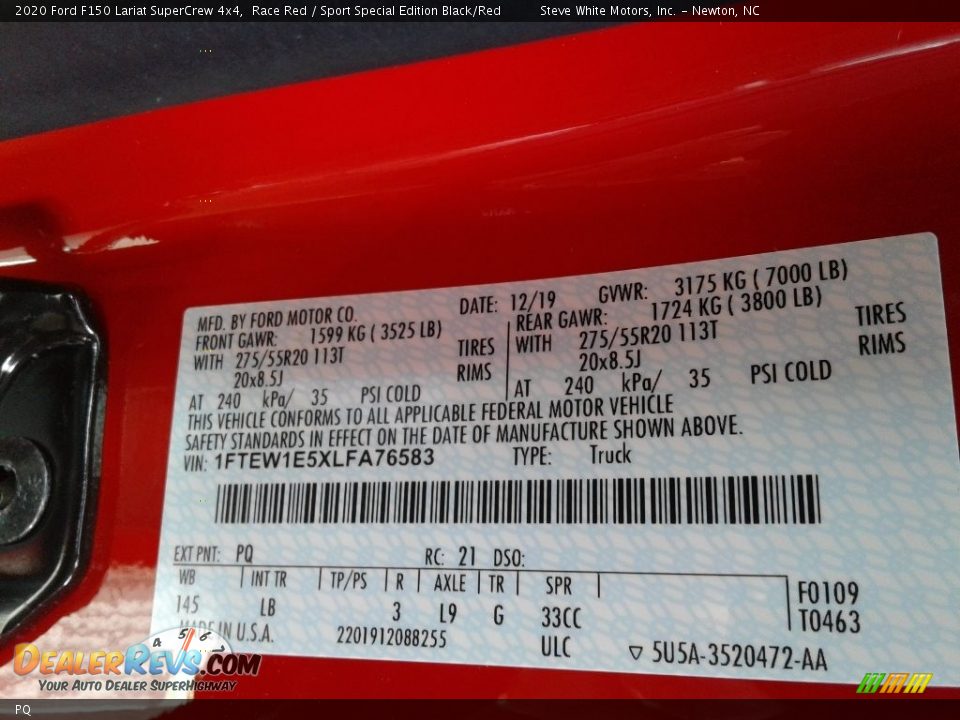 2020 Ford F150 Lariat SuperCrew 4x4, Race Red / Sport Special Edition Black/Red Steve White Motors, Inc. – Newton, NC
MFD. BY FORD MOTOR CO. DATE: 12/19 GVWR: 3175 KG ( 7000 LB)
FRONT GAWR: 1599 KG ( 3525 LB) REAR GAWR: 1724 KG ( 3800 LB)
WITH 275/55R20 113T TIRES WITH 275/55R20 113T TIRES
20x8.5J RIMS 20x8.5J RIMS
AT 240 kPa/ 35 PSI COLD AT 240 kPa/ 35 PSI COLD
THIS VEHICLE CONFORMS TO ALL APPLICABLE FEDERAL MOTOR VEHICLE
SAFETY STANDARDS IN EFFECT ON THE DATE OF MANUFACTURE SHOWN ABOVE.
VIN: 1FTEW1E5XLFA76583 TYPE: Truck
EXT PNT: PQ RC: 21 DSO:
WB INT TR TP/PS R AXLE TR SPR F0109
145 LB 3 L9 G 33CC T0463
MADE IN U.S.A. 2201912088255 ULC 5U5A-3520472-AA
4 5 6 7
DEALERREVS.COM
YOUR AUTO DEALER SUPERHIGHWAY
PQ